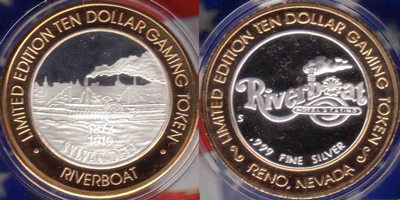 · LIMITED EDITION TEN DOLLAR GAMING TOKEN ·
RIVERBOAT
LIMITED EDITION TEN DOLLAR GAMING TOKEN
Riverboat
HOTEL & CASINO
S
.999 FINE SILVER
RENO, NEVADA